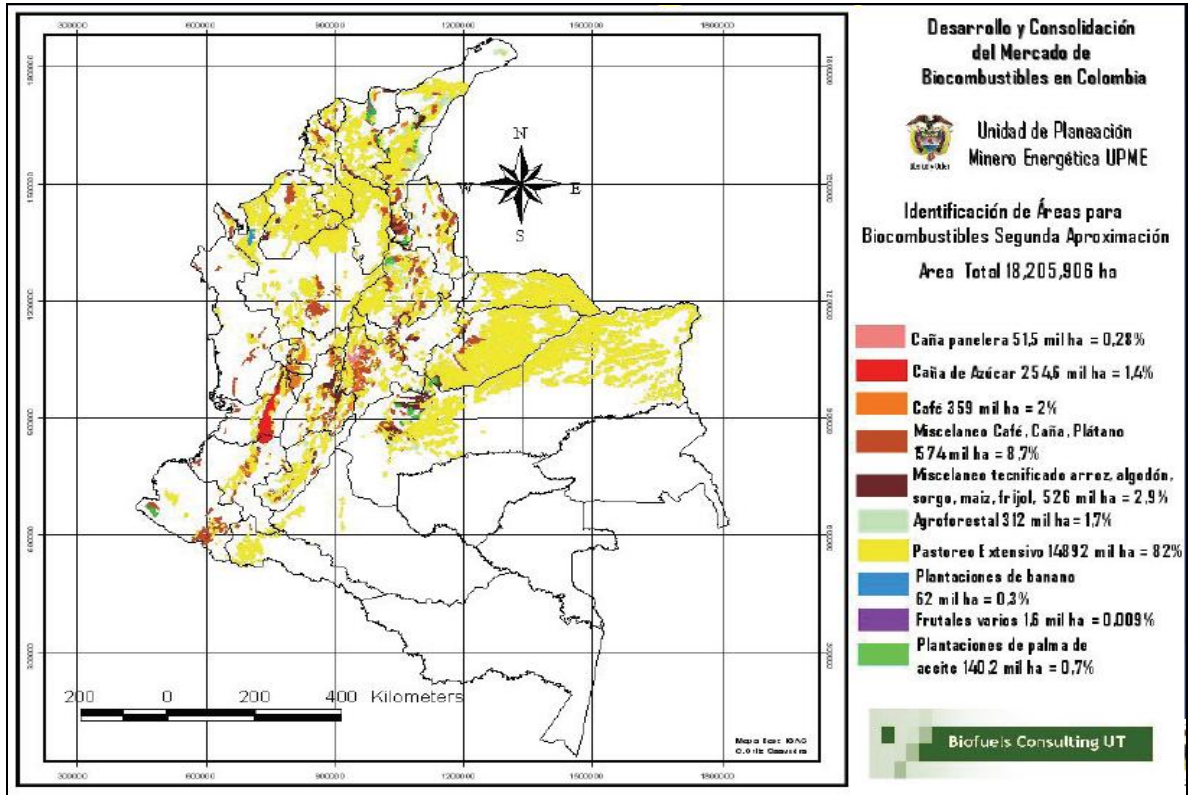 300000 600000 900000 1200000 1500000 1800000
N
W E
S
200 0 200 400 Kilometers
300000 600000 900000 1200000 1500000 1800000
Desarrollo y Consolidación
del Mercado de
Biocombustibles en Colombia
Unidad de Planeación
Minero Energética UPME
Identificación de Áreas para
Biocombustibles Segunda Aproximación
Area Total 18,205,906 ha
Caña panelera 51,5 mil ha = 0,28%
Caña de Azúcar 254,6 mil ha = 1,4%
Café 359 mil ha = 2%
Miscelaneo Café, Caña, Plátano
1574 mil ha = 8,7%
Miscelaneo tecnificado arroz, algodón,
sorgo, maiz, frijol, 526 mil ha = 2,9%
Agroforestal 312 mil ha = 1,7%
Pastoreo Extensivo 14892 mil ha = 82%
Plantaciones de banano
62 mil ha = 0,3%
Frutales varios 1,6 mil ha = 0,009%
Plantaciones de palma de
aceite 140,2 mil ha = 0,7%
Biofuels Consulting UT